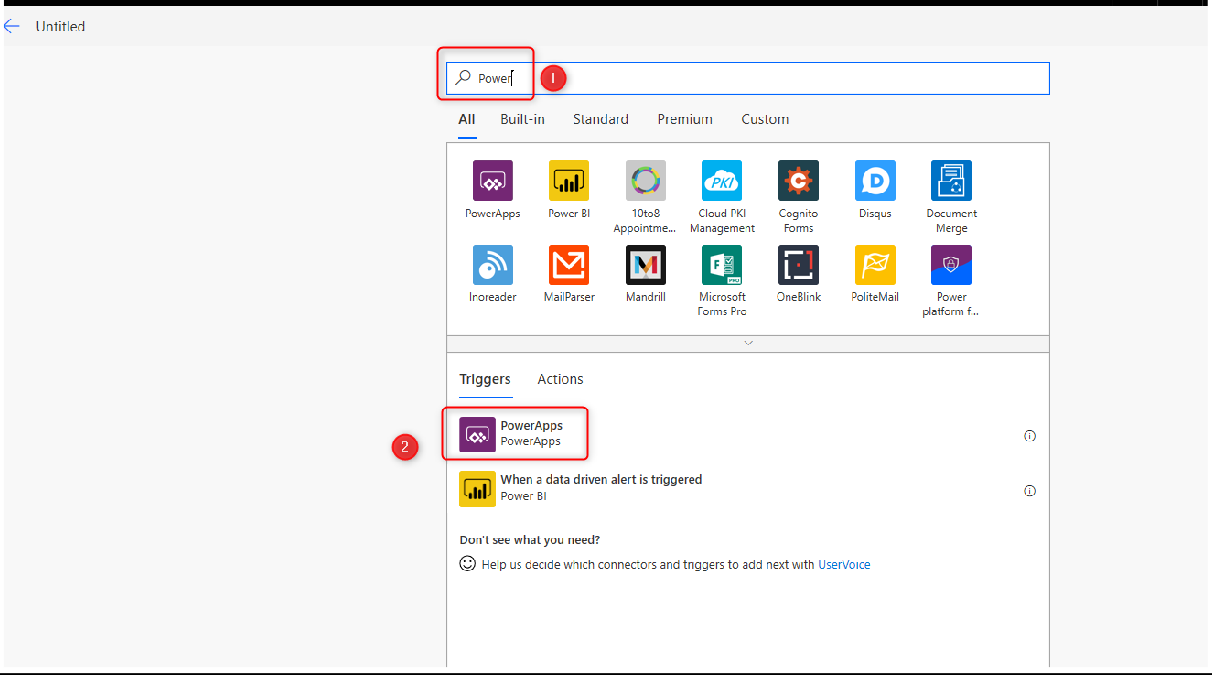 Untitled
Power
1
All Built-in Standard Premium Custom
PKI
PowerApps Power BI 10to8 Cloud PKI Cognito Disqus Document
Appointme... Management Forms Merge
Inoreader MailParser Mandrill Microsoft OneBlink PoliteMail Power
Forms Pro platform f...
Triggers Actions
PowerApps
PowerApps
2
When a data driven alert is triggered
Power BI
Don't see what you need?
Help us decide which connectors and triggers to add next with UserVoice